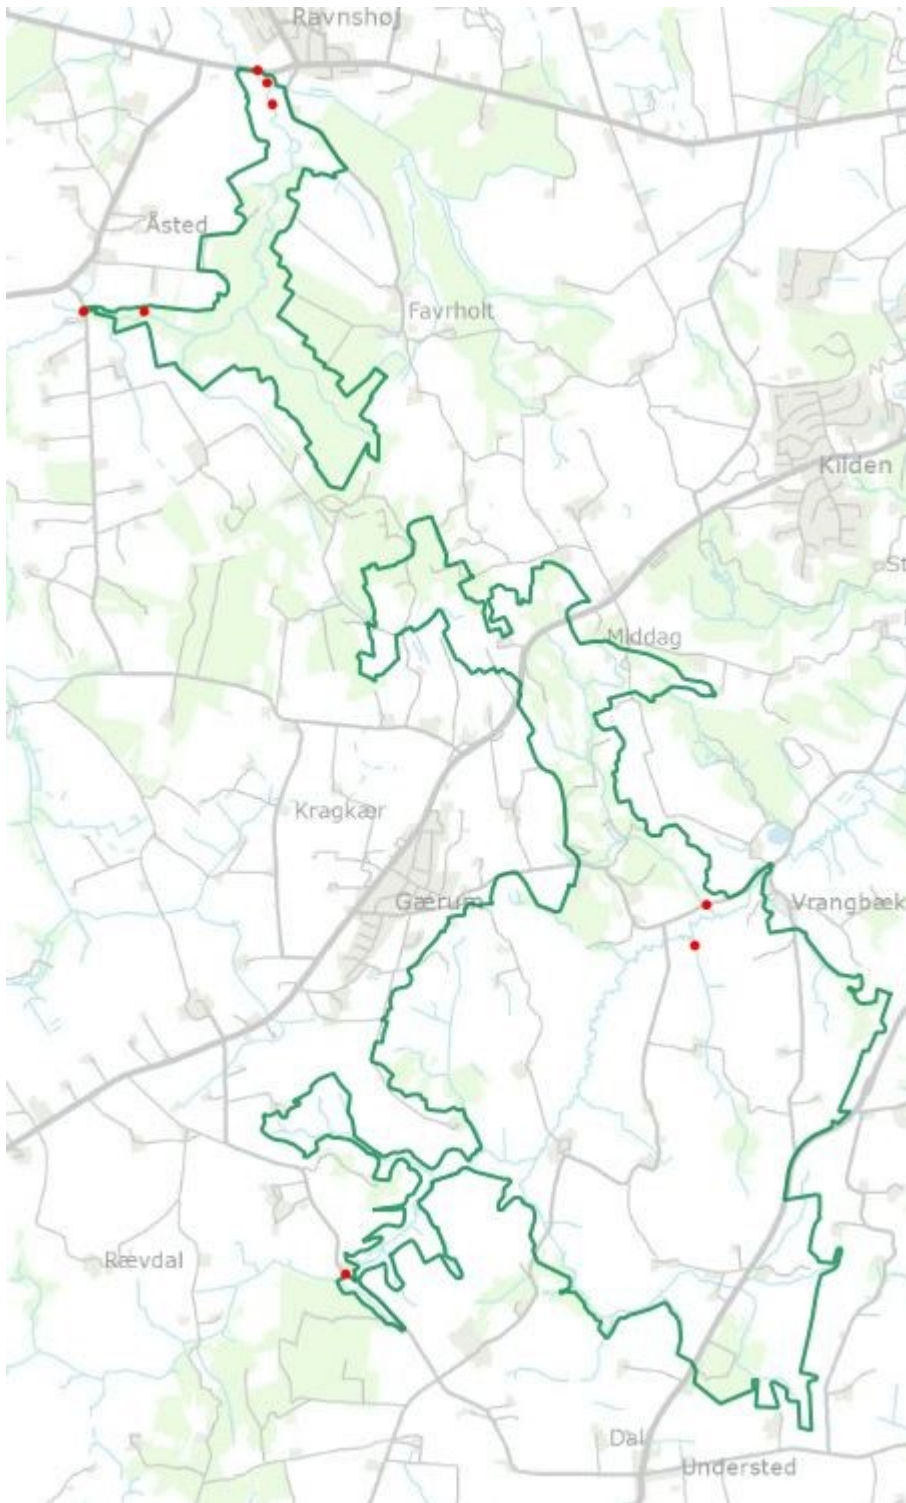 Ravnshøj
Åsted
Favrholt
Kilden
St
Middag
Kragkær
Gærum
Vrangbæk
Rævdal
Dal
Understed